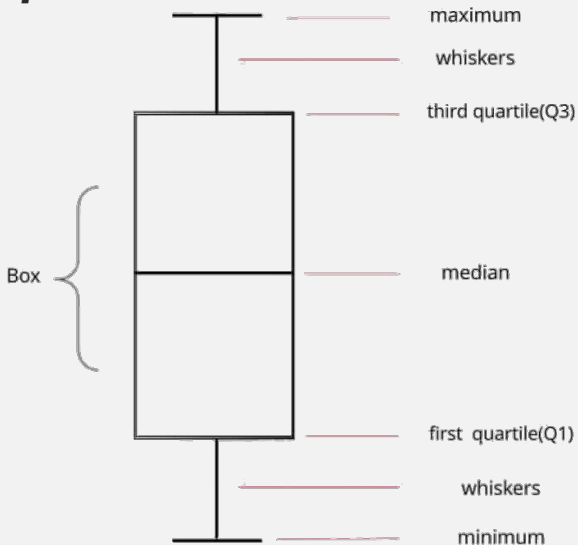 maximum
whiskers
third quartile(Q3)
Box
median
first quartile(Q1)
whiskers
minimum